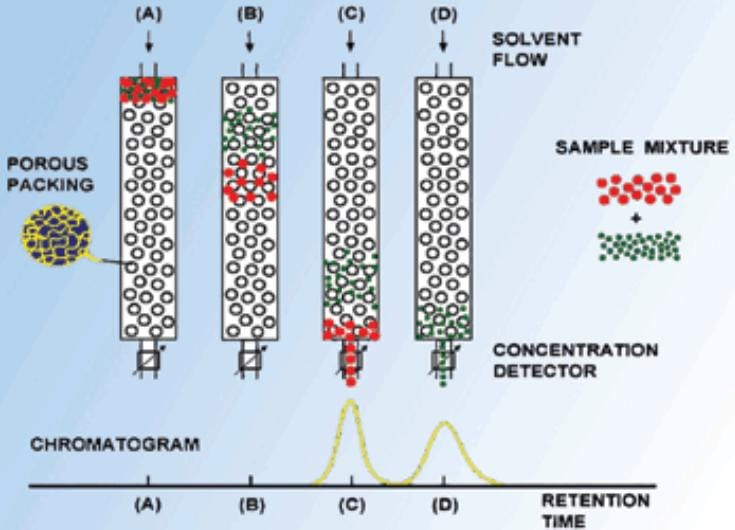 (A) (B) (C) (D)
SOLVENT
FLOW
POROUS
PACKING
SAMPLE MIXTURE
+
CONCENTRATION
DETECTOR
CHROMATOGRAM
(A) (B) (C) (D)
RETENTION
TIME